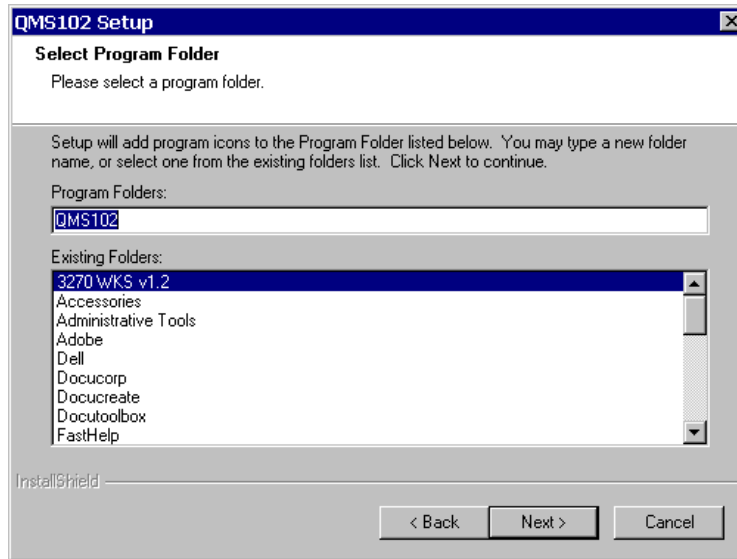 QMS102 Setup
Select Program Folder
Please select a program folder.
Setup will add program icons to the Program Folder listed below.  You may type a new folder
name, or select one from the existing folders list.  Click Next to continue.
Program Folders:
QMS102
Existing Folders:
3270 WKS v1.2
Accessories
Administrative Tools
Adobe
Dell
Docucorp
Docucreate
Docutoolbox
FastHelp
InstallShield
< Back
Next >
Cancel